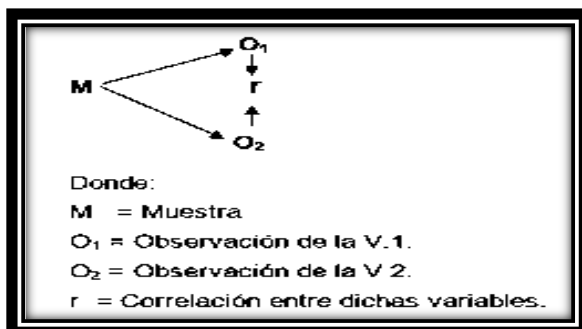 O₁
M r
O₂
Donde:
M = Muestra
O₁ = Observación de la V.1.
O₂ = Observación de la V 2.
r = Correlación entre dichas variables.